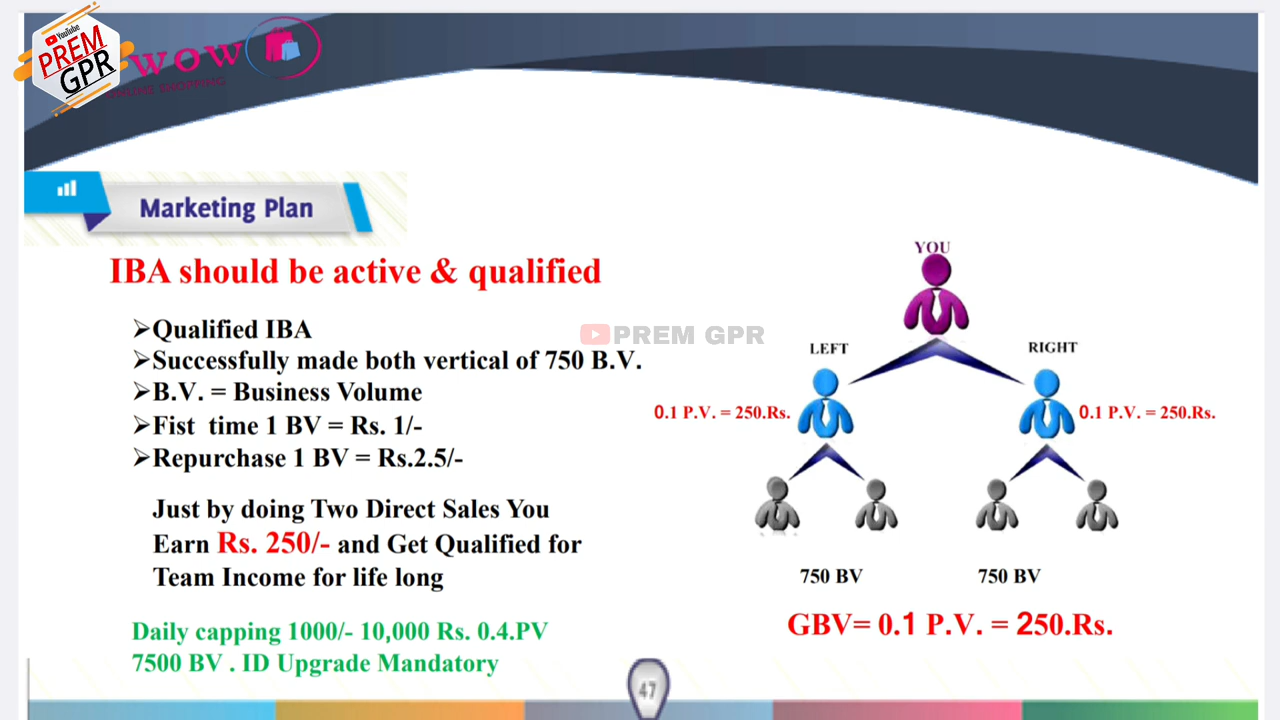 YouTube
PREM
GPR
WOW
ONLINE SHOPPING
Marketing Plan
IBA should be active & qualified
➢Qualified IBA
➢Successfully made both vertical of 750 B.V.
➢B.V. = Business Volume
➢Fist time 1 BV = Rs. 1/-
➢Repurchase 1 BV = Rs.2.5/-
Just by doing Two Direct Sales You
Earn Rs. 250/- and Get Qualified for
Team Income for life long
Daily capping 1000/- 10,000 Rs. 0.4.PV
7500 BV . ID Upgrade Mandatory
PREM GPR
YOU
LEFT
RIGHT
0.1 P.V. = 250.Rs.
0.1 P.V. = 250.Rs.
750 BV
750 BV
GBV= 0.1 P.V. = 250.Rs.
47